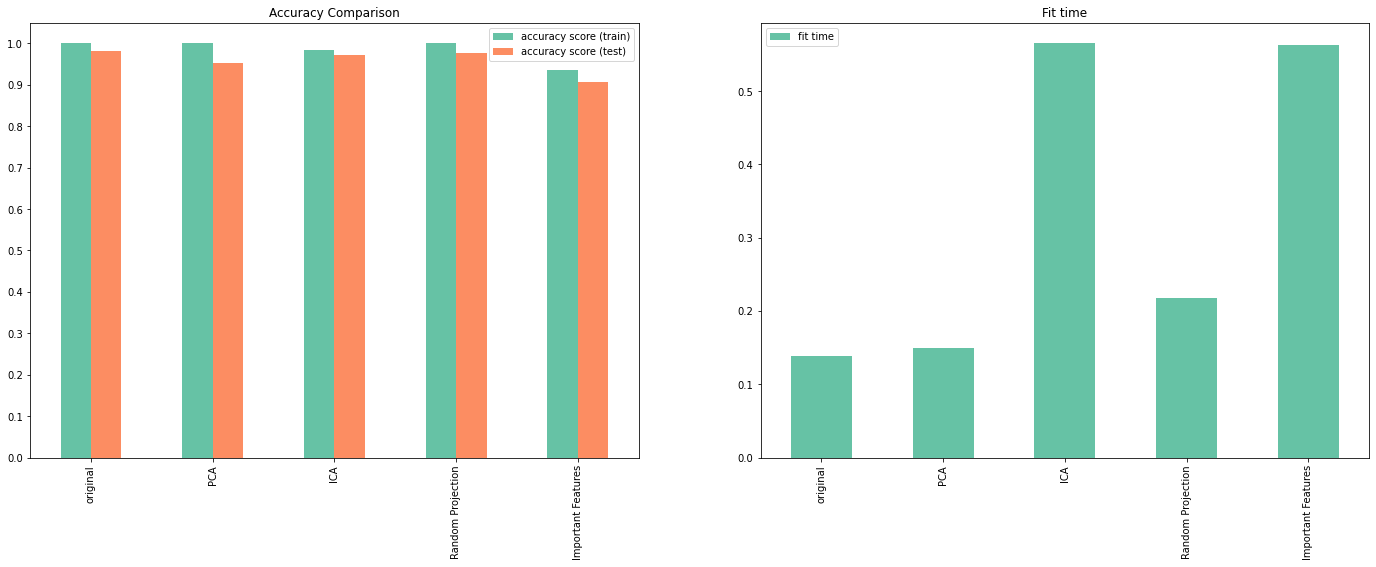 Accuracy Comparison
accuracy score (train)
accuracy score (test)
1.0
0.9
0.8
0.7
0.6
0.5
0.4
0.3
0.2
0.1
0.0
original
PCA
ICA
Random Projection
Important Features
Fit time
fit time
0.5
0.4
0.3
0.2
0.1
0.0
original
PCA
ICA
Random Projection
Important Features